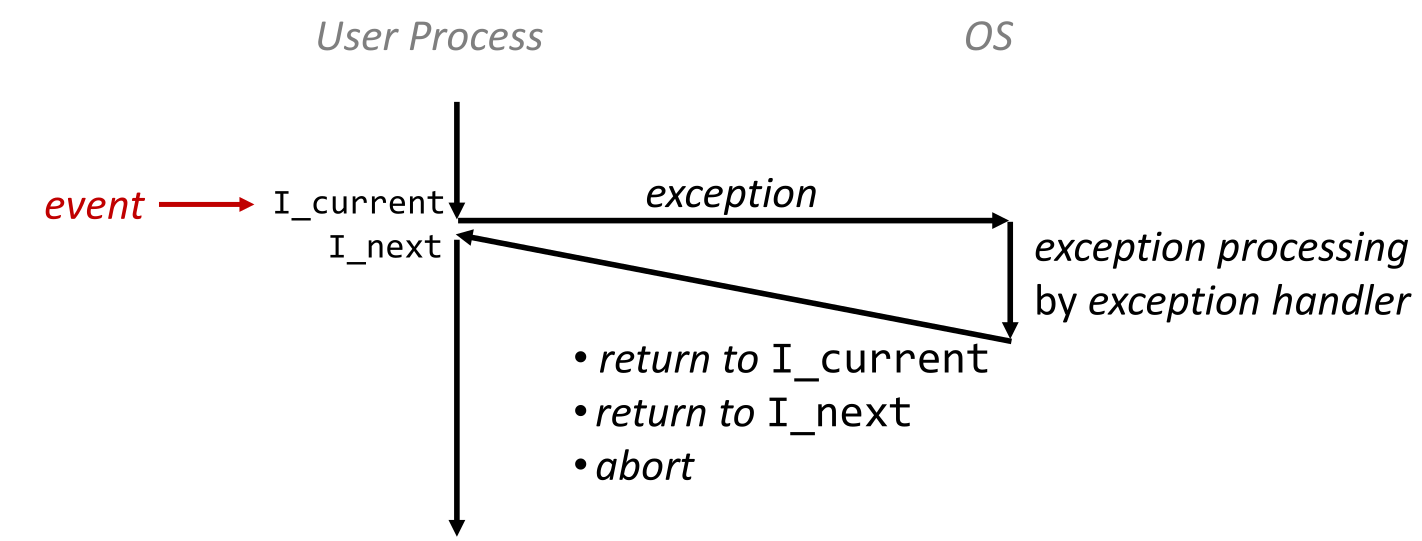 User Process
OS
event
I_current
exception
I_next
exception processing
by exception handler
• return to I_current
• return to I_next
• abort